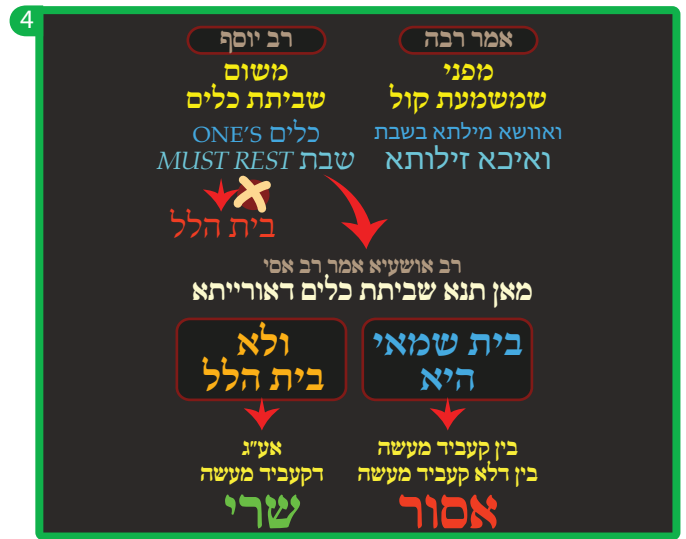 4
אמר רבה
מפני
שמשמעת קול
ואוושא מילתא בשבת
ואיכא זילותא
רב יוסף
משום
שביתת כלים
ONE'S כלים
MUST REST שבת
בית הלל
רב אושעיא אמר רב אסי
מאן תנא שביתת כלים דאורייתא
בית שמאי
היא
ולא
בית הלל
בין קעביד מעשה
בין דלא קעביד מעשה
אסור
אע"ג
דקעביד מעשה
שרי